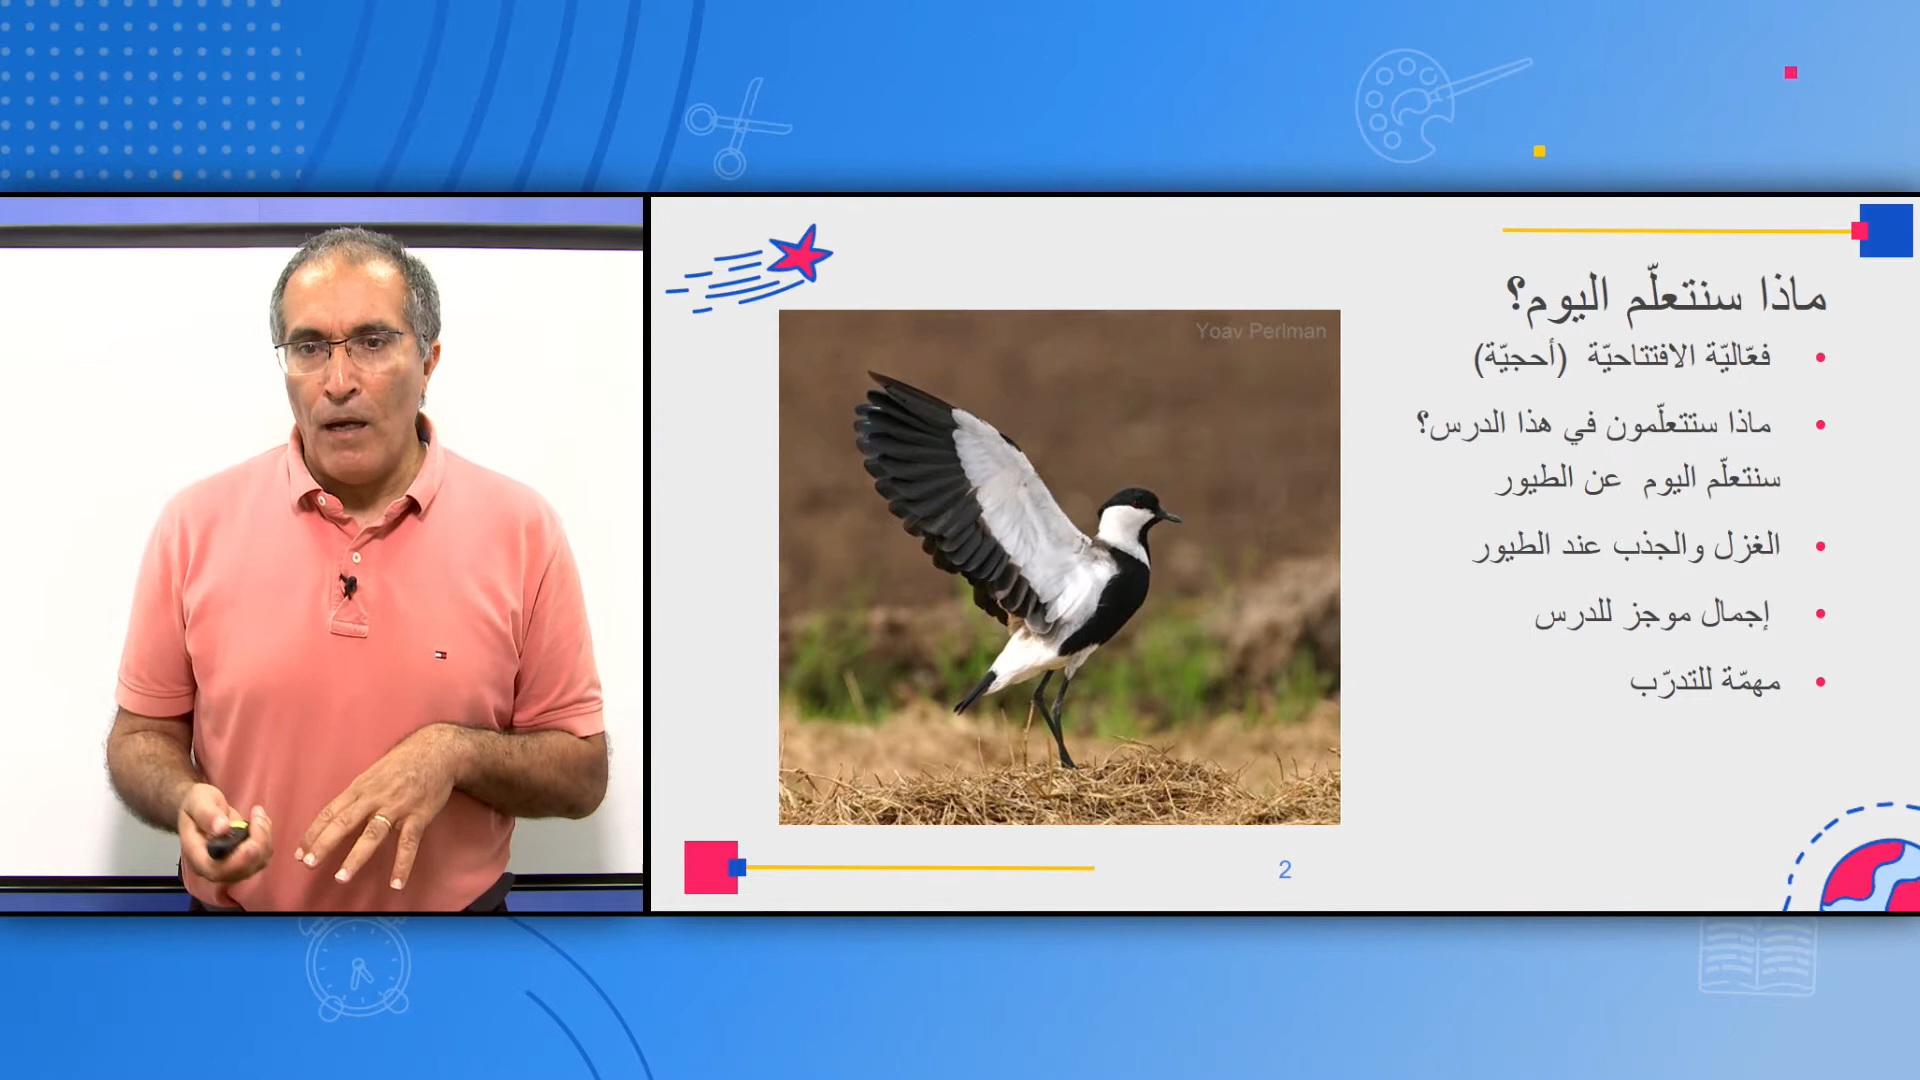 ماذا سنتعلّم اليوم؟
فعّاليّة الافتتاحيّة (أحجيّة)
ماذا ستتعلّمون في هذا الدرس؟
سنتعلّم اليوم عن الطيور
الغزل والجذب عند الطيور
إجمال موجز للدرس
مهمّة للتدرّب
Yoav Perlman
2